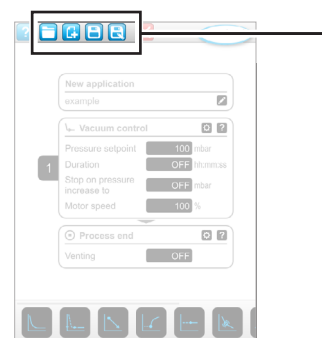 ?
New application
example
Vacuum control ?
1
Pressure setpoint 100 mbar
Duration OFF hh:mm:ss
Stop on pressure
increase to OFF mbar
Motor speed 100 %
Process end ?
Venting OFF